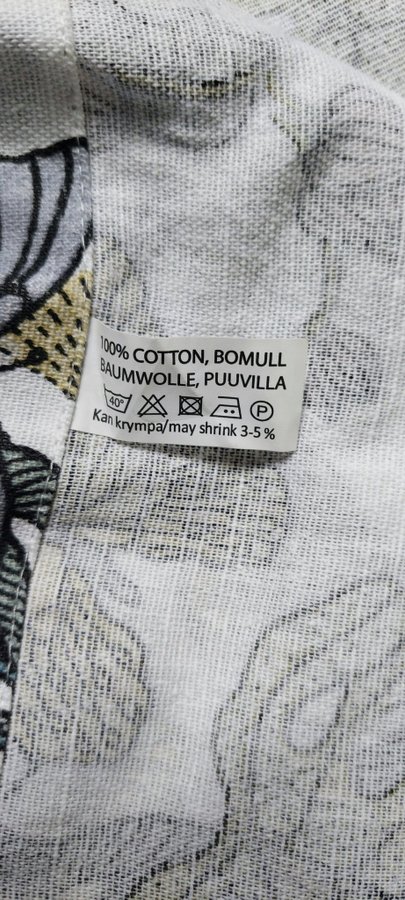 100% COTTON, BOMULL
BAUMWOLLE, PUUVILLA
40° P
Kan krympa/may shrink 3-5 %